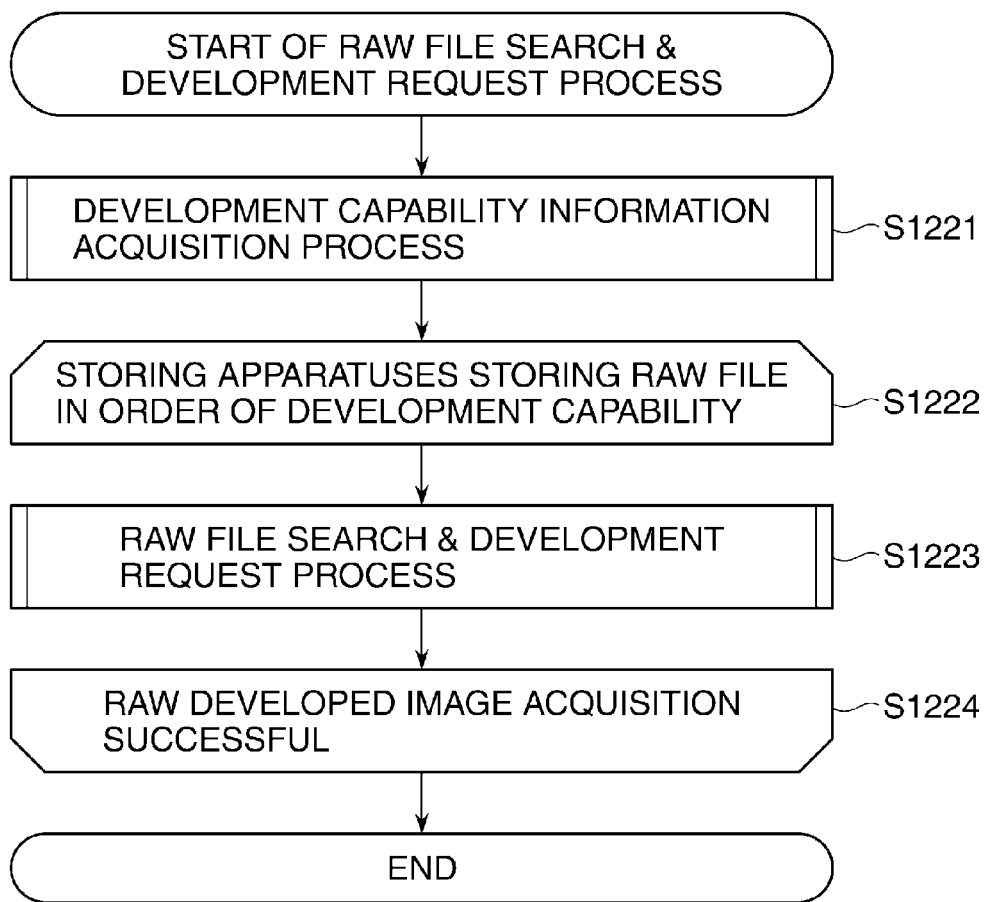 START OF RAW FILE SEARCH &
DEVELOPMENT REQUEST PROCESS
DEVELOPMENT CAPABILITY INFORMATION
ACQUISITION PROCESS
S1221
STORING APPARATUSES STORING RAW FILE
IN ORDER OF DEVELOPMENT CAPABILITY
S1222
RAW FILE SEARCH & DEVELOPMENT
REQUEST PROCESS
S1223
RAW DEVELOPED IMAGE ACQUISITION
SUCCESSFUL
S1224
END